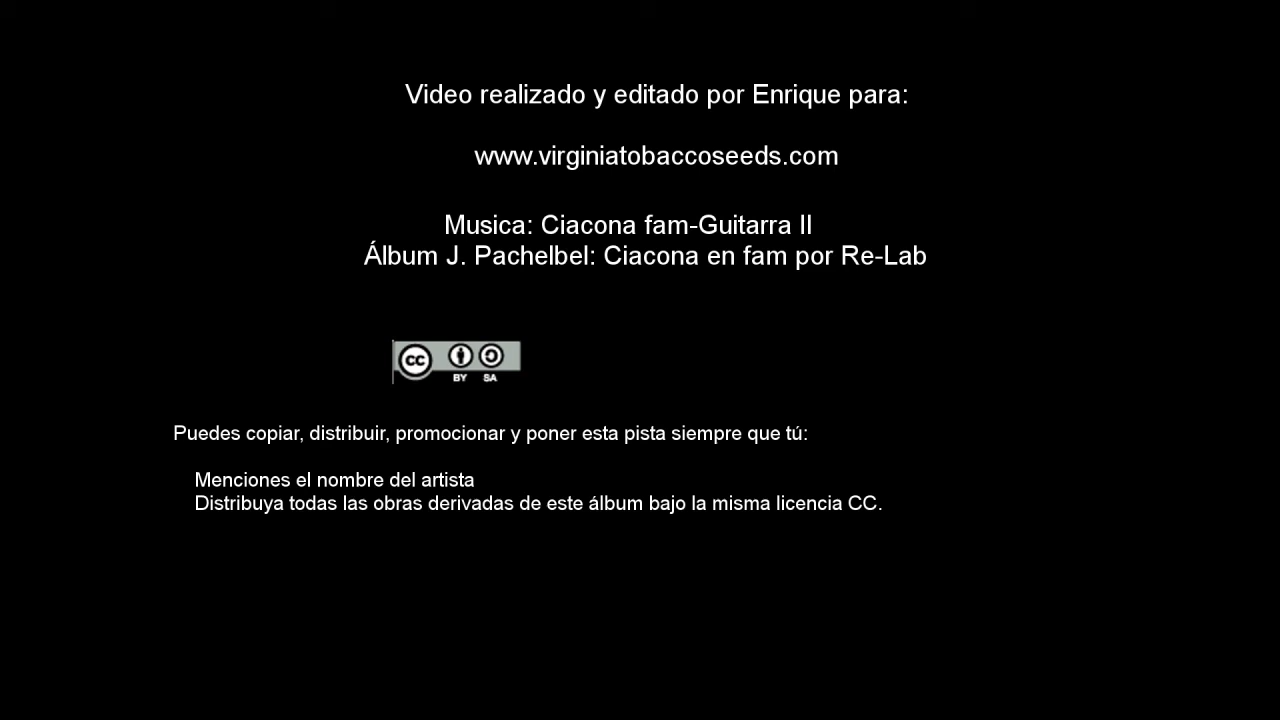 Video realizado y editado por Enrique para:
www.virginiatobaccoseeds.com
Musica: Ciacona fam-Guitarra II
Álbum J. Pachelbel: Ciacona en fam por Re-Lab
CC
BY SA
Puedes copiar, distribuir, promocionar y poner esta pista siempre que tú:
Menciones el nombre del artista
Distribuya todas las obras derivadas de este álbum bajo la misma licencia CC.